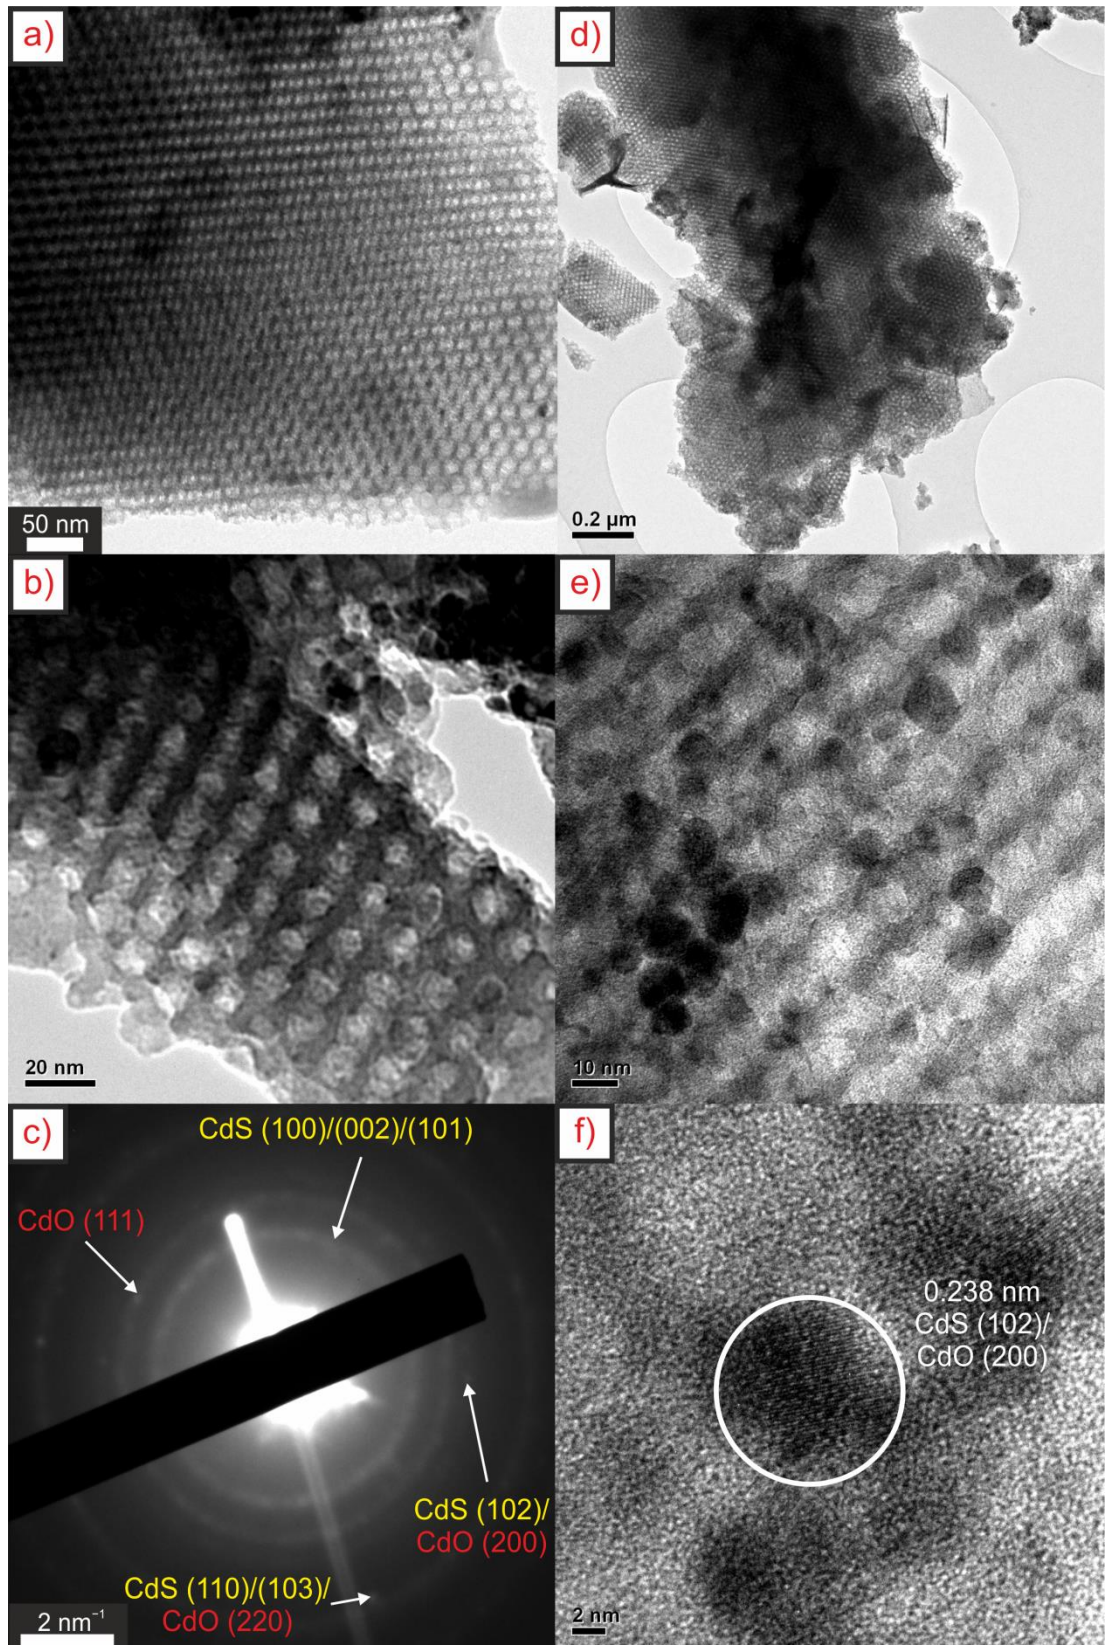 a)
50 nm
d)
0.2 µm
b)
20 nm
e)
10 nm
c)
CdS (100)/(002)/(101)
CdO (111)
CdS (102)/
CdO (200)
CdS (110)/(103)/
CdO (220)
2 nm⁻¹
f)
0.238 nm
CdS (102)/
CdO (200)
2 nm